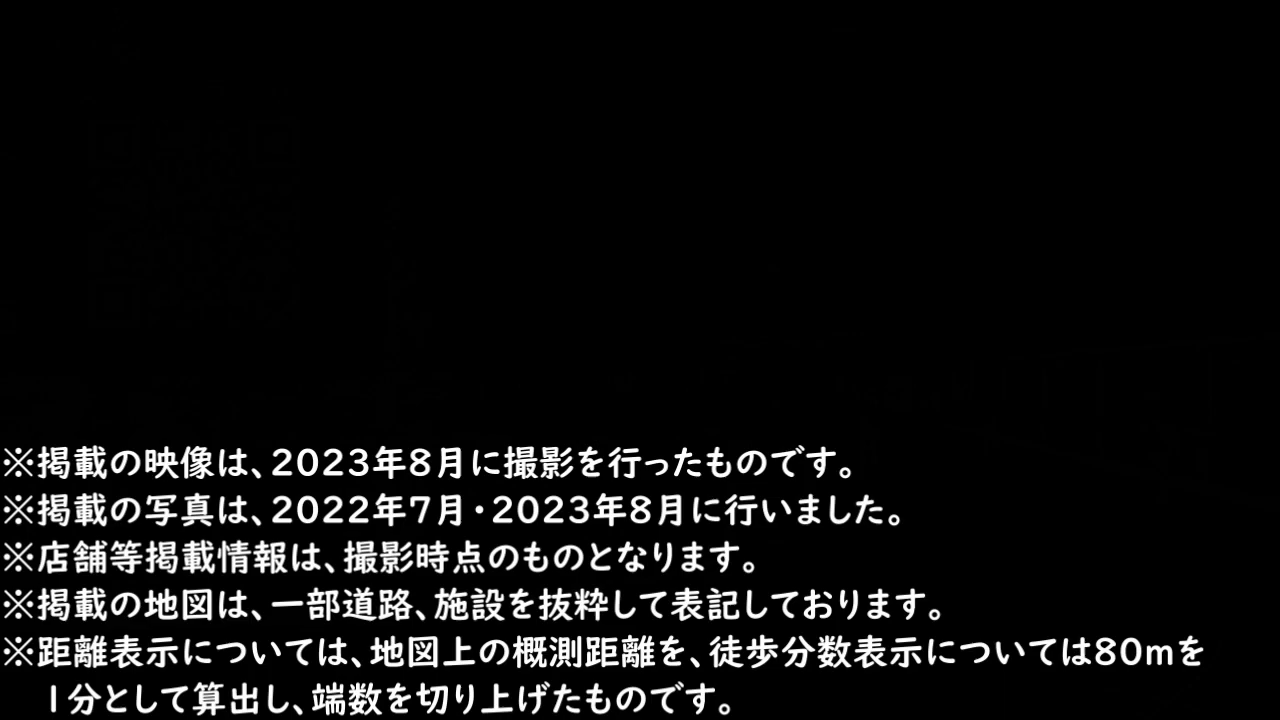 ※掲載の映像は、2023年8月に撮影を行ったものです。
※掲載の写真は、2022年7月・2023年8月に行いました。
※店舗等掲載情報は、撮影時点のものとなります。
※掲載の地図は、一部道路、施設を抜粋して表記しております。
※距離表示については、地図上の概測距離を、徒歩分数表示については80mを
1分として算出し、端数を切り上げたものです。